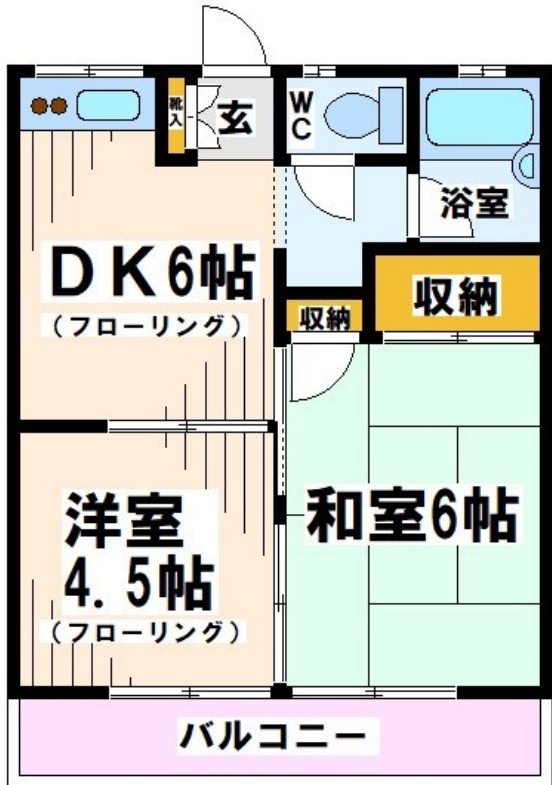 靴入
玄
WC
浴室
DK6帖
(フローリング)
収納
収納
洋室
4.5帖
(フローリング)
和室6帖
バルコニー